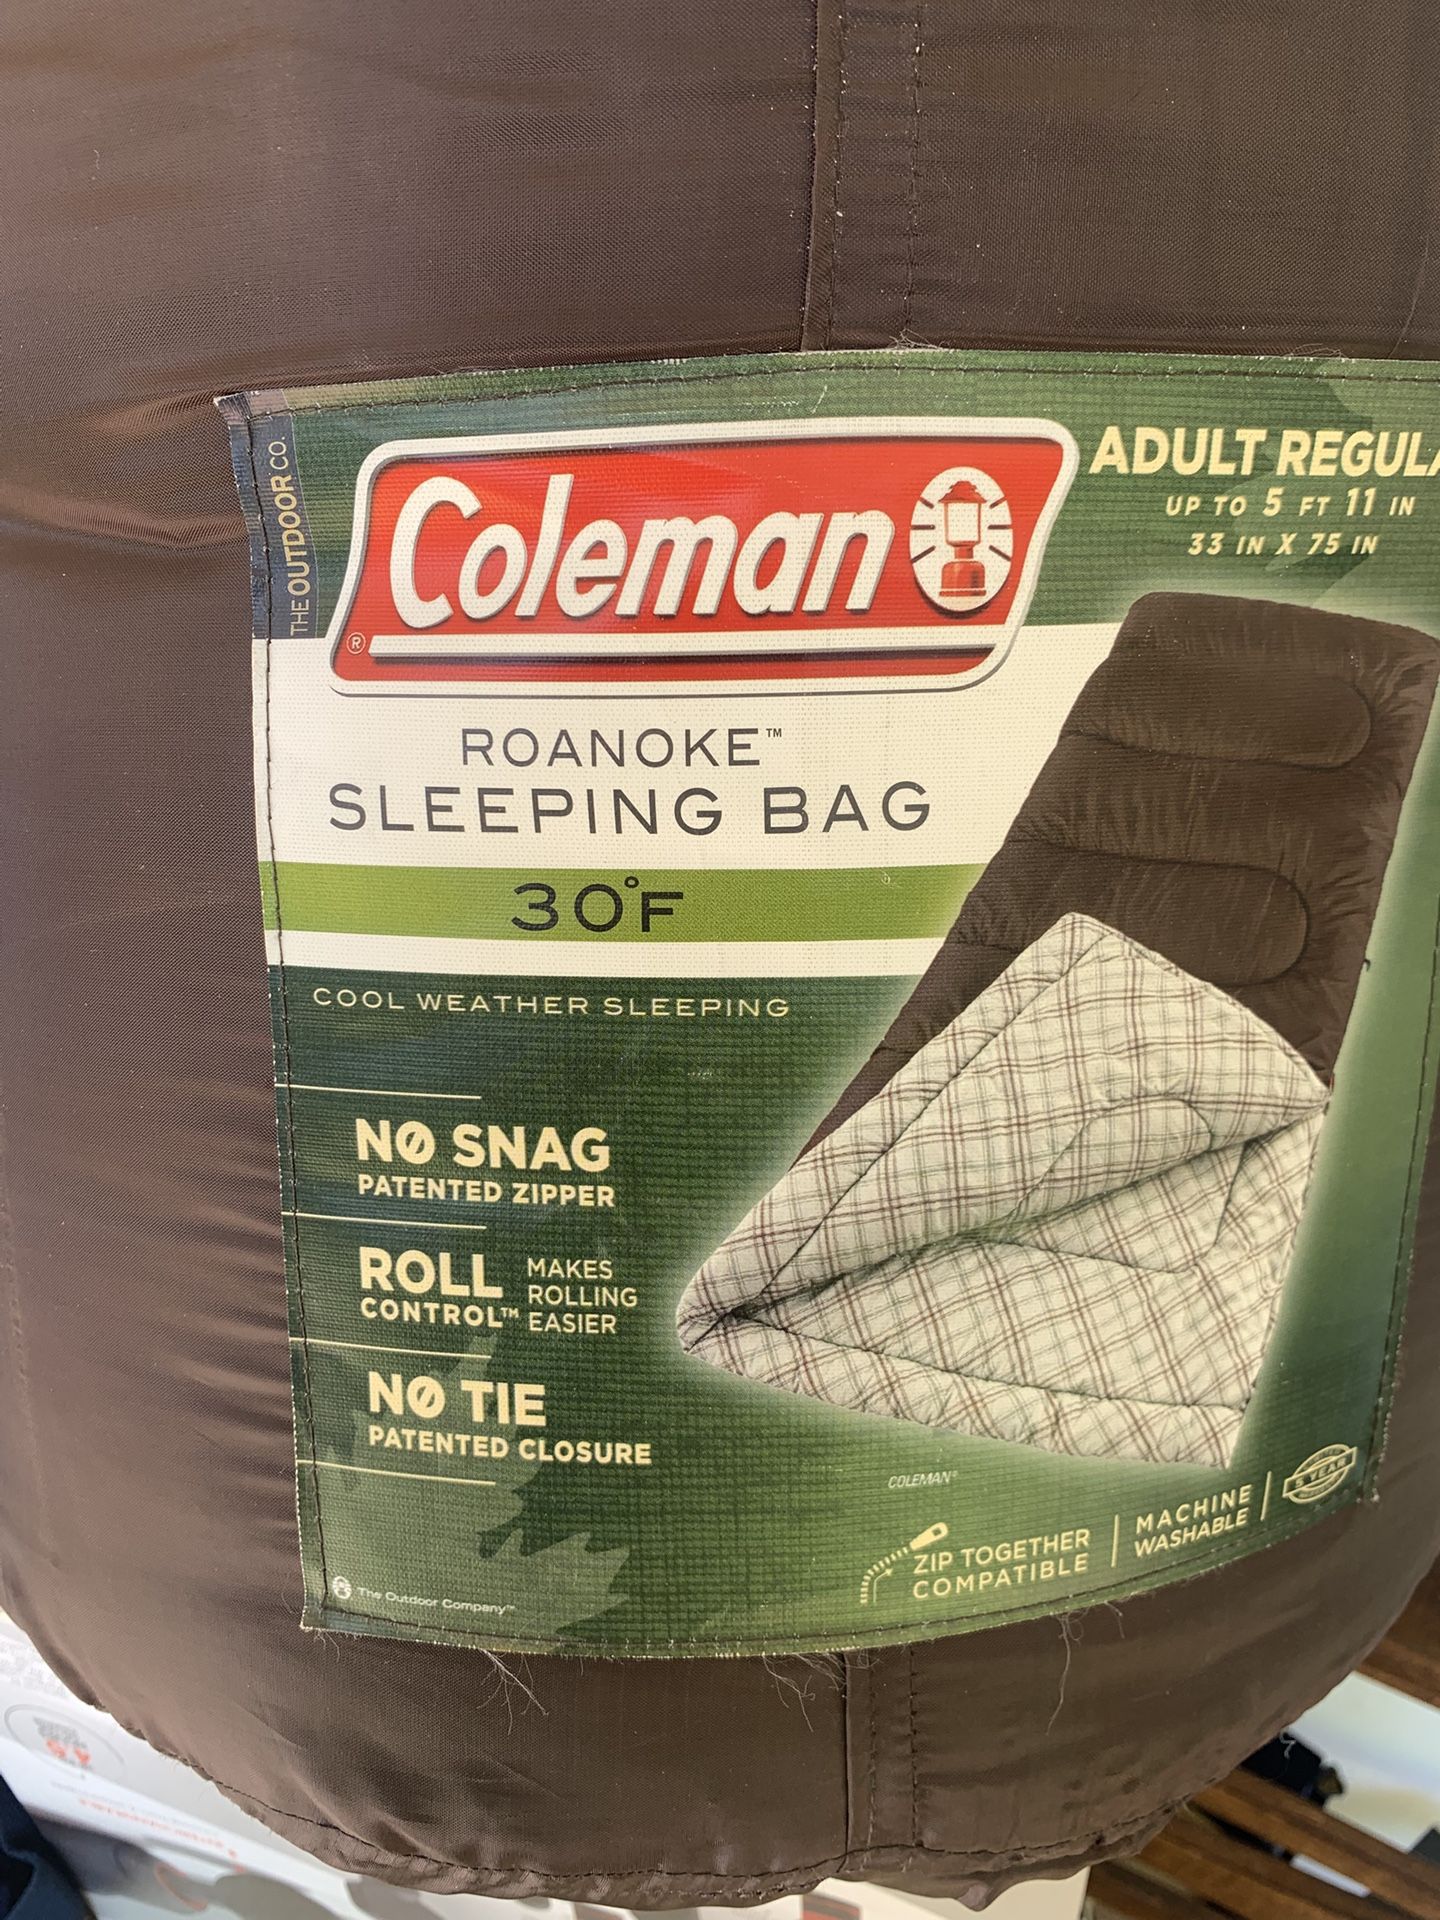 THE OUTDOOR CO.
Coleman
®
ADULT REGULA
UP TO 5 FT 11 IN
33 IN X 75 IN
ROANOKE™
SLEEPING BAG
30°F
COOL WEATHER SLEEPING
NO SNAG
PATENTED ZIPPER
ROLL
CONTROL™
MAKES
ROLLING
EASIER
NO TIE
PATENTED CLOSURE
COLEMAN®
ZIP TOGETHER
COMPATIBLE
MACHINE
WASHABLE
5 YEAR
The Outdoor Company™